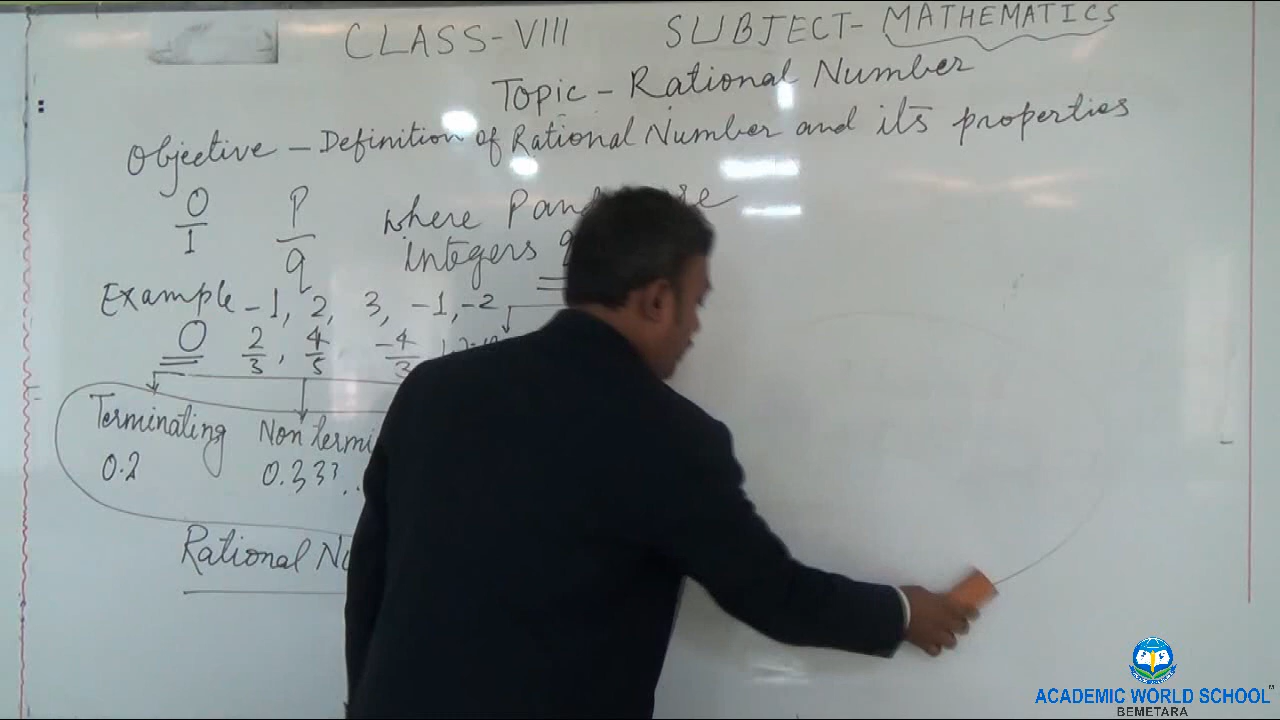 CLASS-VIII SUBJECT- MATHEMATICS
Topic - Rational Number
Objective - Definition of Rational Number and its properties
0/1 P/q where P and
integers q
Example - 1, 2, 3, -1, -2
0 2/3, 4/5 -4/3
Terminating Non termi
0.2 0.333..
Rational Nu
ACADEMIC WORLD SCHOOL
BEMETARA